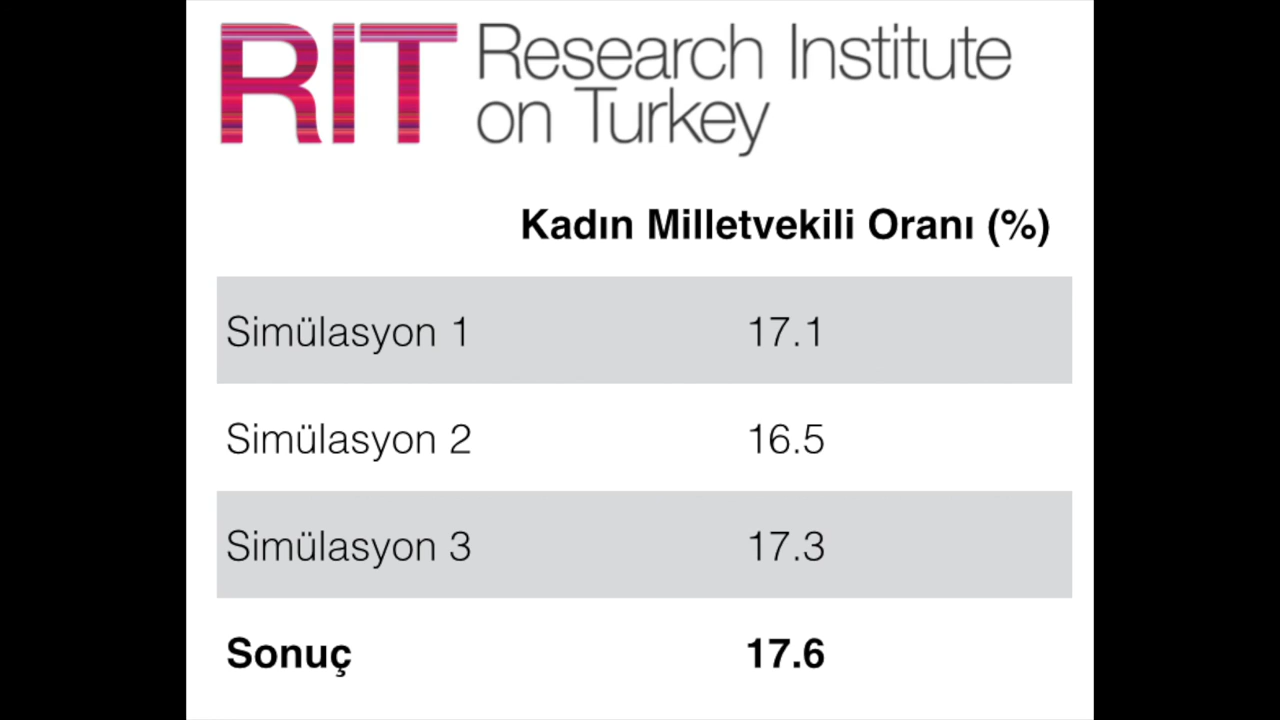 RIT Research Institute
on Turkey
Kadın Milletvekili Oranı (%)
Simülasyon 1 17.1
Simülasyon 2 16.5
Simülasyon 3 17.3
Sonuç 17.6